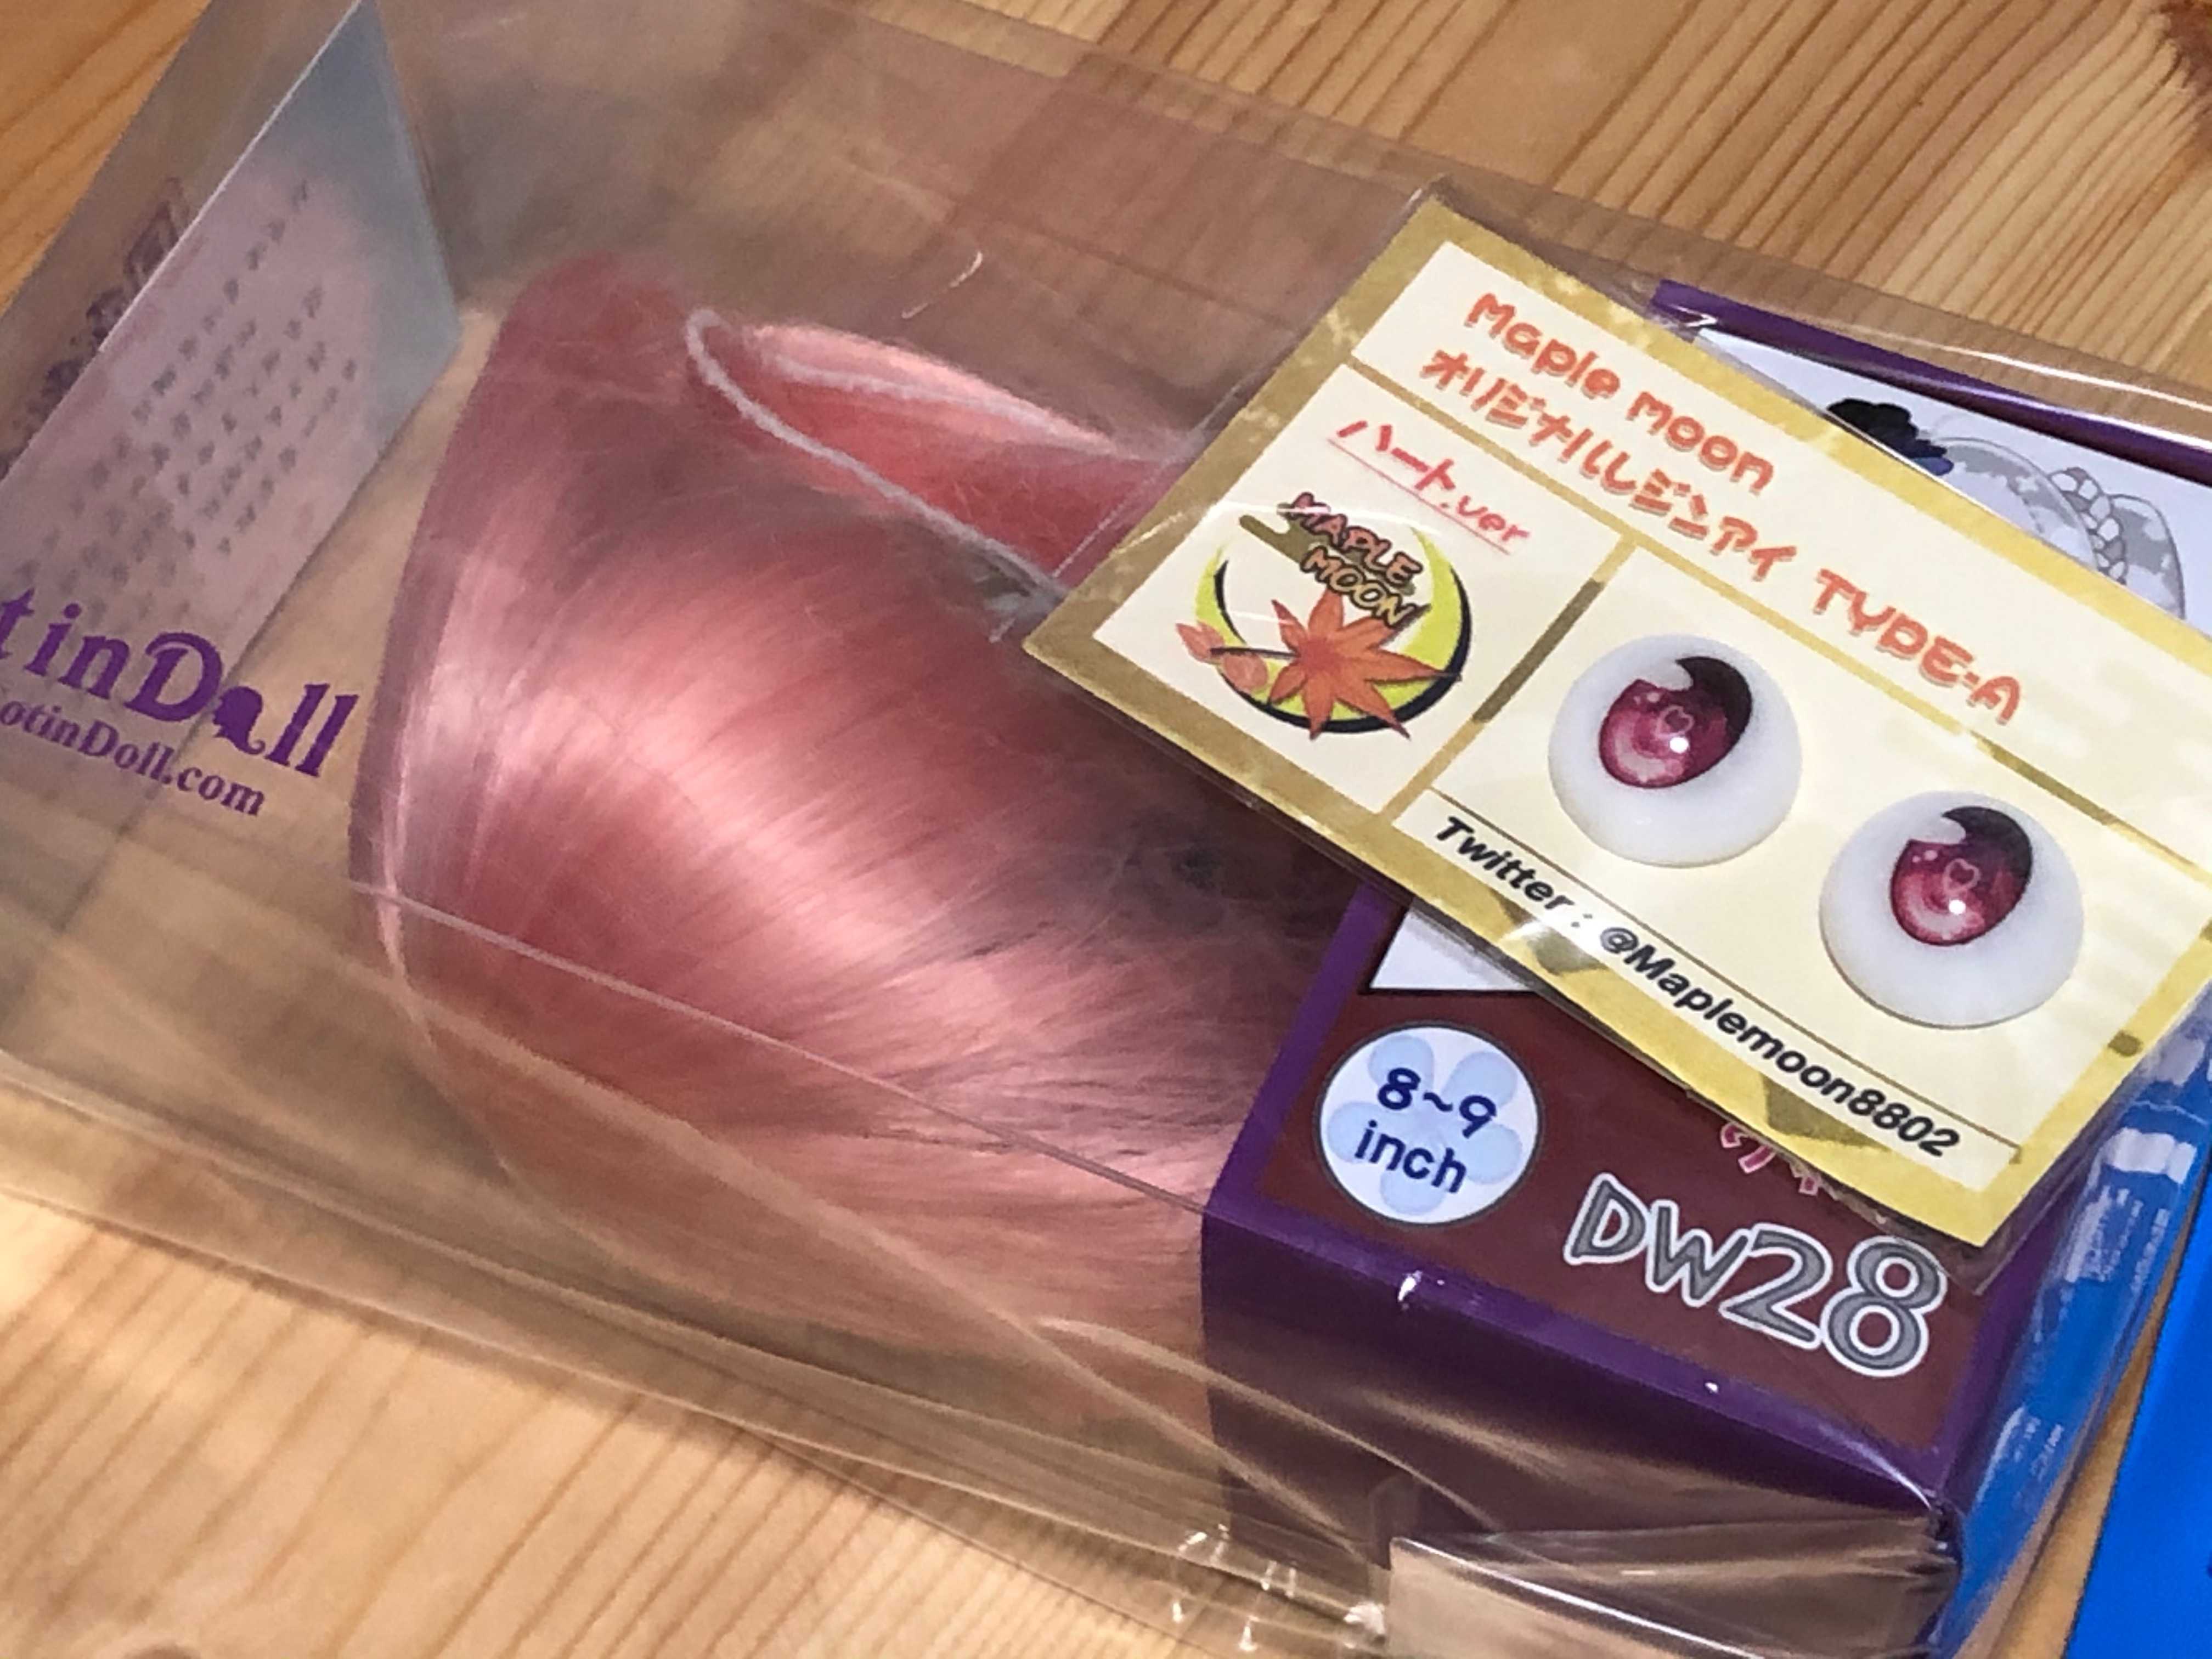 Maple moon
オリジナルレジンアイ TYPE-A
ハート.ver
MAPLE
MOON
Twitter : @Maplemoon8802
tinDoll
otinDoll.com
8~9
inch
DW28